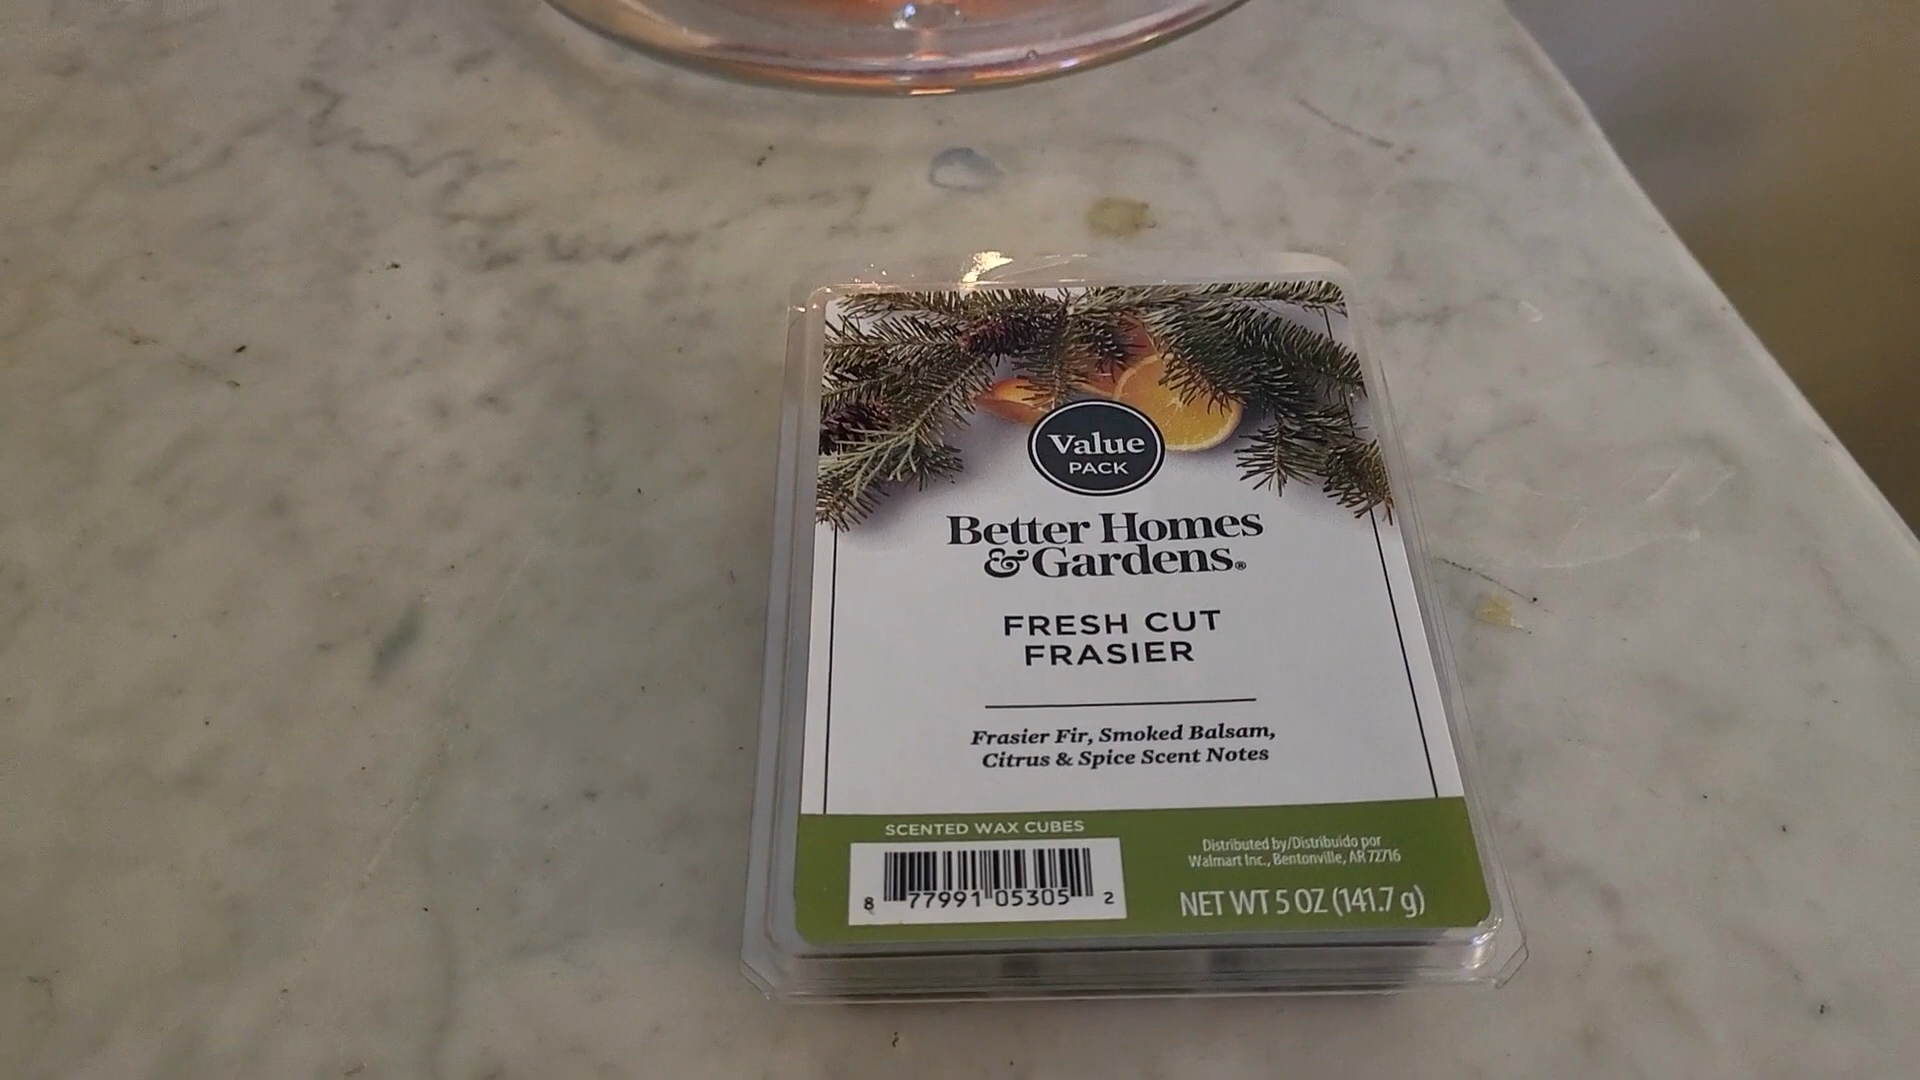 Value
PACK
Better Homes
& Gardens®
FRESH CUT
FRASIER
Frasier Fir, Smoked Balsam,
Citrus & Spice Scent Notes
SCENTED WAX CUBES
8 77991 05305 2
Distributed by/Distribuido por
Walmart Inc., Bentonville, AR 72716
NET WT 5 OZ (141.7 g)